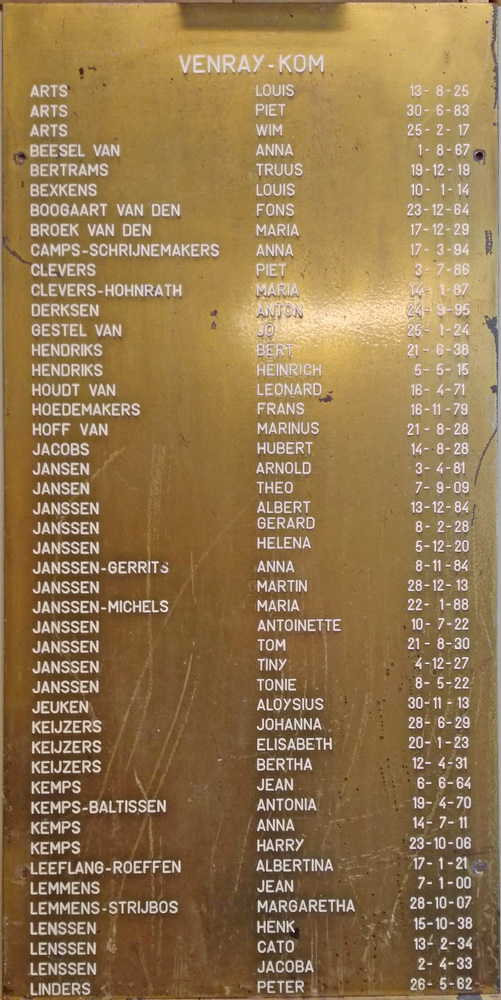 VENRAY-KOM
ARTS LOUIS 13- 8-25
ARTS PIET 30- 6-83
ARTS WIM 25- 2- 17
BEESEL VAN ANNA 1- 8-67
BERTRAMS TRUUS 19-12- 19
BEXKENS LOUIS 10- 1-14
BOOGAART VAN DEN FONS 23-12-64
BROEK VAN DEN MARIA 17-12-29
CAMPS-SCHRIJNEMAKERS ANNA 17- 3-94
CLEVERS PIET 3- 7-86
CLEVERS-HOHNRATH MARIA 14- 1-87
DERKSEN ANTON 24- 9-95
GESTEL VAN JO 25- 1-24
HENDRIKS BERT 21- 6-38
HENDRIKS HEINRICH 5- 5-15
HOUDT VAN LEONARD 16- 4-71
HOEDEMAKERS FRANS 16-11-79
HOFF VAN MARINUS 21- 8-28
JACOBS HUBERT 14- 8-28
JANSEN ARNOLD 3- 4-81
JANSEN THEO 7- 9-09
JANSSEN ALBERT 13-12-84
JANSSEN GERARD 8- 2-28
JANSSEN HELENA 5-12-20
JANSSEN-GERRITS ANNA 8-11-84
JANSSEN MARTIN 28-12-13
JANSSEN-MICHELS MARIA 22- 1-88
JANSSEN ANTOINETTE 10- 7-22
JANSSEN TOM 21- 8-30
JANSSEN TINY 4-12-27
JANSSEN TONIE 8- 5-22
JEUKEN ALOYSIUS 30-11- 13
KEIJZERS JOHANNA 28- 6-29
KEIJZERS ELISABETH 20- 1-23
KEIJZERS BERTHA 12- 4-31
KEMPS JEAN 6- 6-64
KEMPS-BALTISSEN ANTONIA 19- 4-70
KEMPS ANNA 14- 7-11
KEMPS HARRY 23-10-06
LEEFLANG-ROEFFEN ALBERTINA 17- 1-21
LEMMENS JEAN 7- 1-00
LEMMENS-STRIJBOS MARGARETHA 28-10-07
LENSSEN HENK 15-10-38
LENSSEN CATO 13- 2-34
LENSSEN JACOBA 2- 4-33
LINDERS PETER 26- 5-62